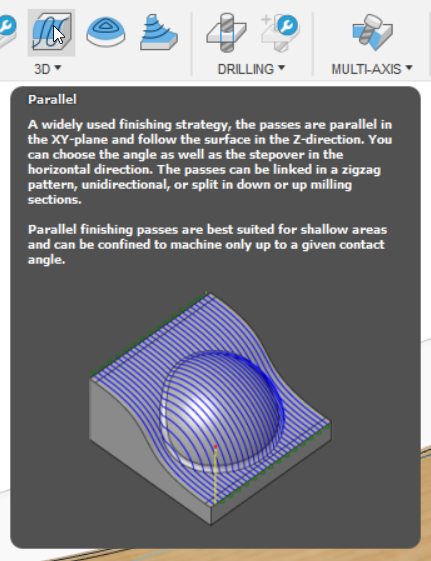 3D ▾
DRILLING ▾
MULTI-AXIS ▾
Parallel
A widely used finishing strategy, the passes are parallel in
the XY-plane and follow the surface in the Z-direction. You
can choose the angle as well as the stepover in the
horizontal direction. The passes can be linked in a zigzag
pattern, unidirectional, or split in down or up milling
sections.
Parallel finishing passes are best suited for shallow areas
and can be confined to machine only up to a given contact
angle.